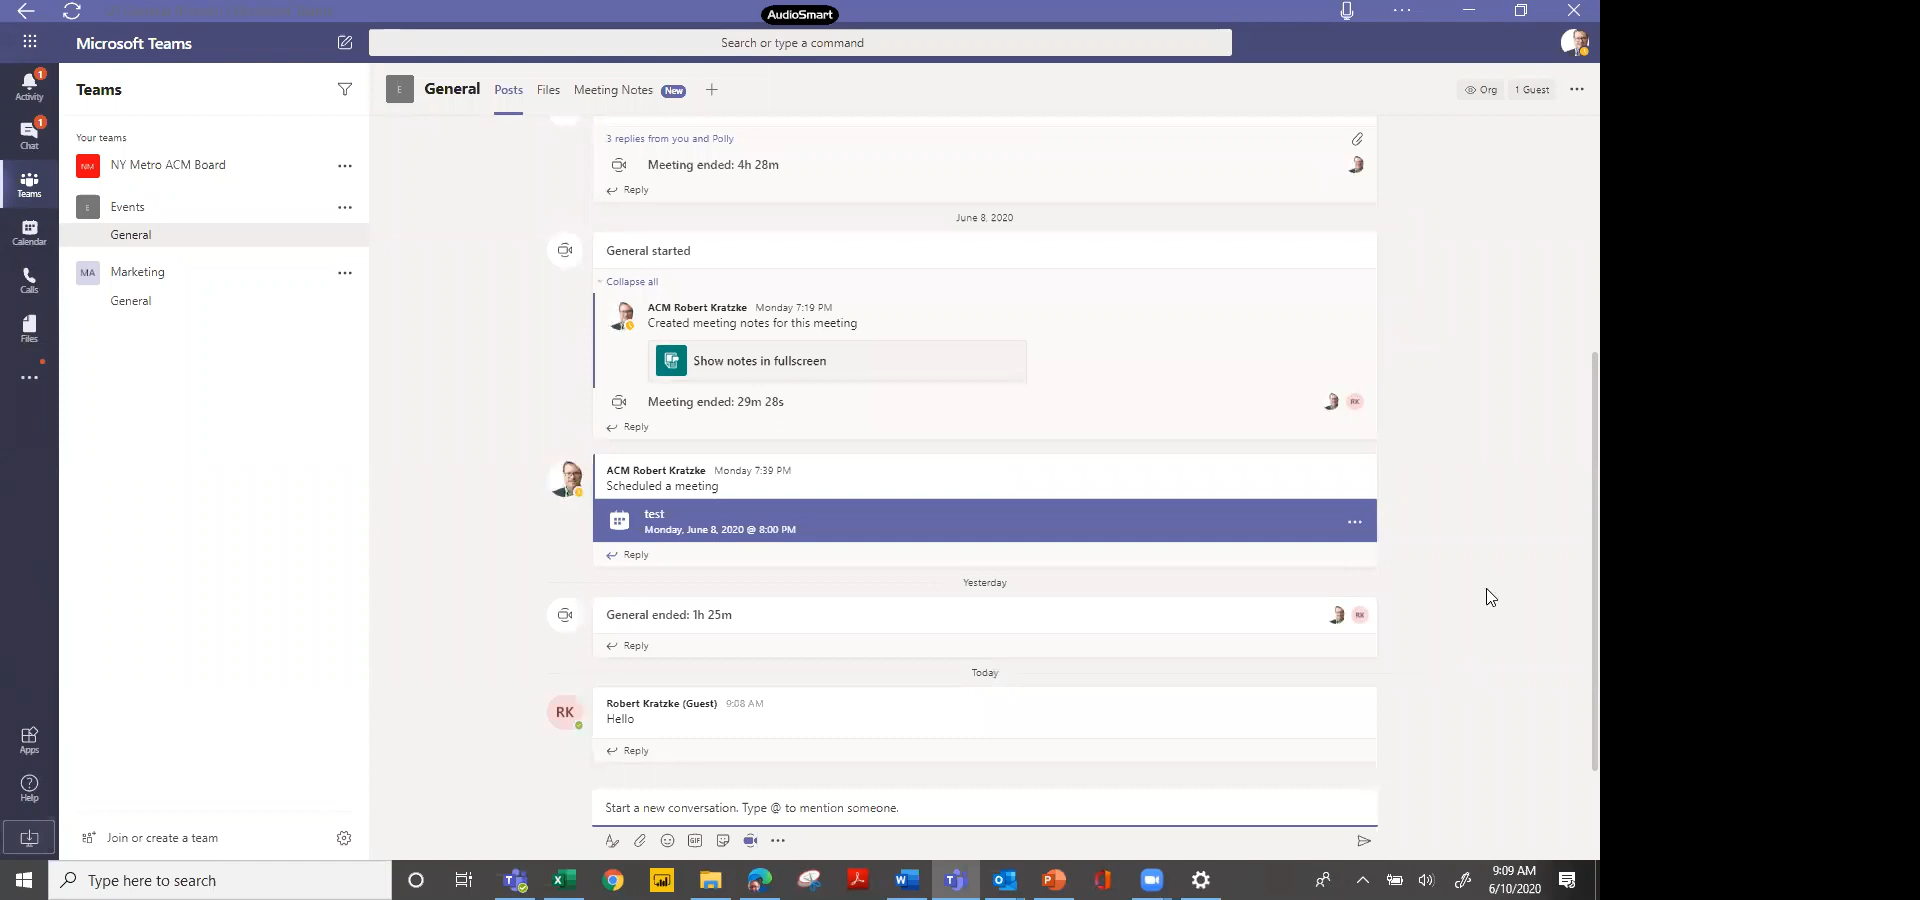 AudioSmart
Microsoft Teams
Search or type a command
Activity
1
Chat
1
Teams
Calendar
Calls
Files
Apps
Help
Teams
Your teams
NM
NY Metro ACM Board
E
Events
General
MA
Marketing
General
Join or create a team
E
General
Posts
Files
Meeting Notes
New
Org
1 Guest
3 replies from you and Polly
Meeting ended: 4h 28m
Reply
June 8, 2020
General started
Collapse all
ACM Robert Kratzke Monday 7:19 PM
Created meeting notes for this meeting
Show notes in fullscreen
Meeting ended: 29m 28s
RK
Reply
ACM Robert Kratzke Monday 7:39 PM
Scheduled a meeting
test
Monday, June 8, 2020 @ 8:00 PM
Reply
Yesterday
General ended: 1h 25m
RK
Reply
Today
RK
Robert Kratzke (Guest) 9:08 AM
Hello
Reply
Start a new conversation. Type @ to mention someone.
GIF
Type here to search
9:09 AM
6/10/2020